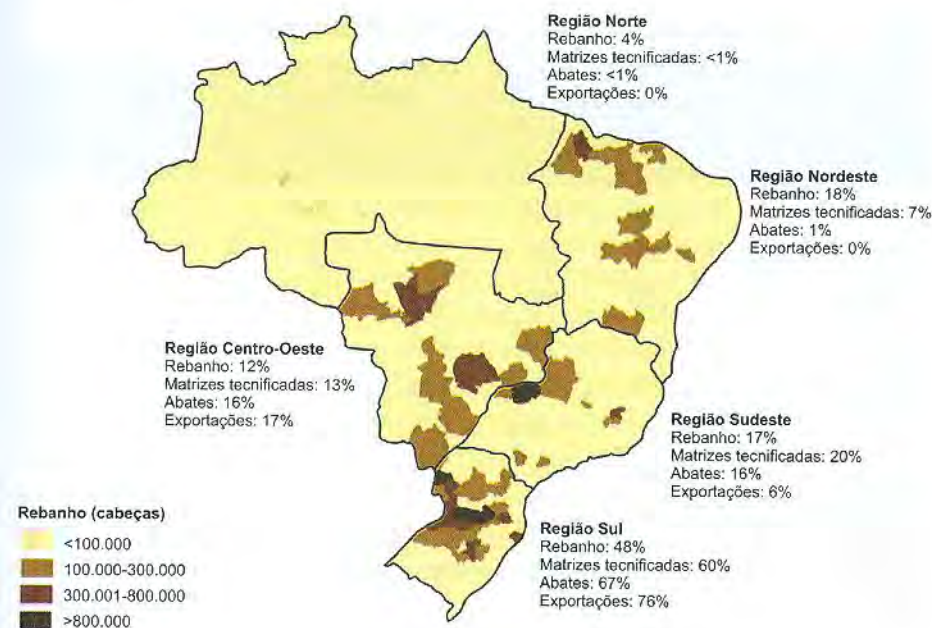 Região Norte
Rebanho: 4%
Matrizes tecnificadas: <1%
Abates: <1%
Exportações: 0%
Região Nordeste
Rebanho: 18%
Matrizes tecnificadas: 7%
Abates: 1%
Exportações: 0%
Região Centro-Oeste
Rebanho: 12%
Matrizes tecnificadas: 13%
Abates: 16%
Exportações: 17%
Região Sudeste
Rebanho: 17%
Matrizes tecnificadas: 20%
Abates: 16%
Exportações: 6%
Região Sul
Rebanho: 48%
Matrizes tecnificadas: 60%
Abates: 67%
Exportações: 76%
Rebanho (cabeças)
<100.000
100.000-300.000
300.001-800.000
>800.000